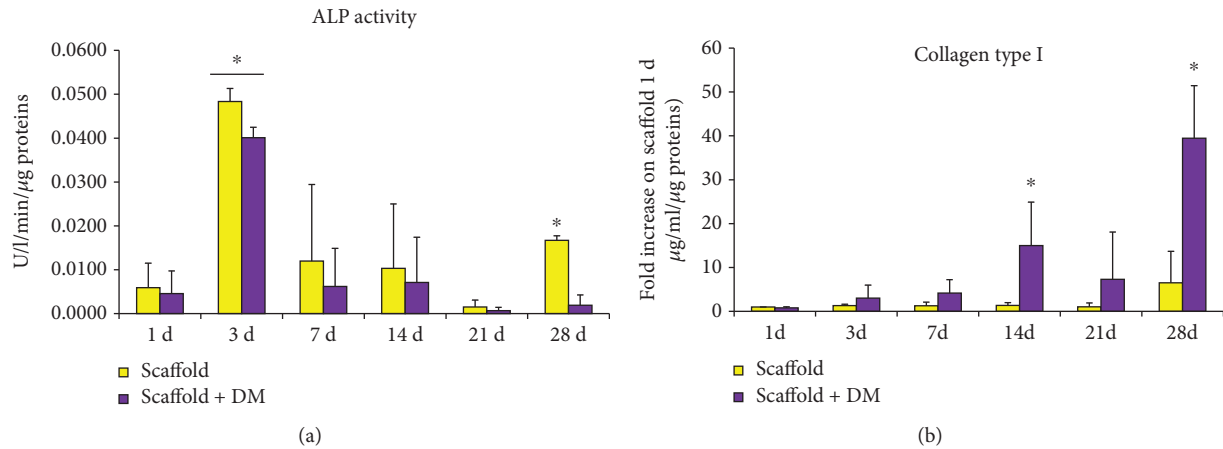 ALP activity
U/l/min/μg proteins
0.0600
0.0500
0.0400
0.0300
0.0200
0.0100
0.0000
*
*
1 d 3 d 7 d 14 d 21 d 28 d
Scaffold
Scaffold + DM
(a)
Collagen type I
Fold increase on scaffold 1 d
μg/ml/μg proteins)
60
50
40
30
20
10
0
*
*
1d 3d 7d 14d 21d 28d
Scaffold
Scaffold + DM
(b)